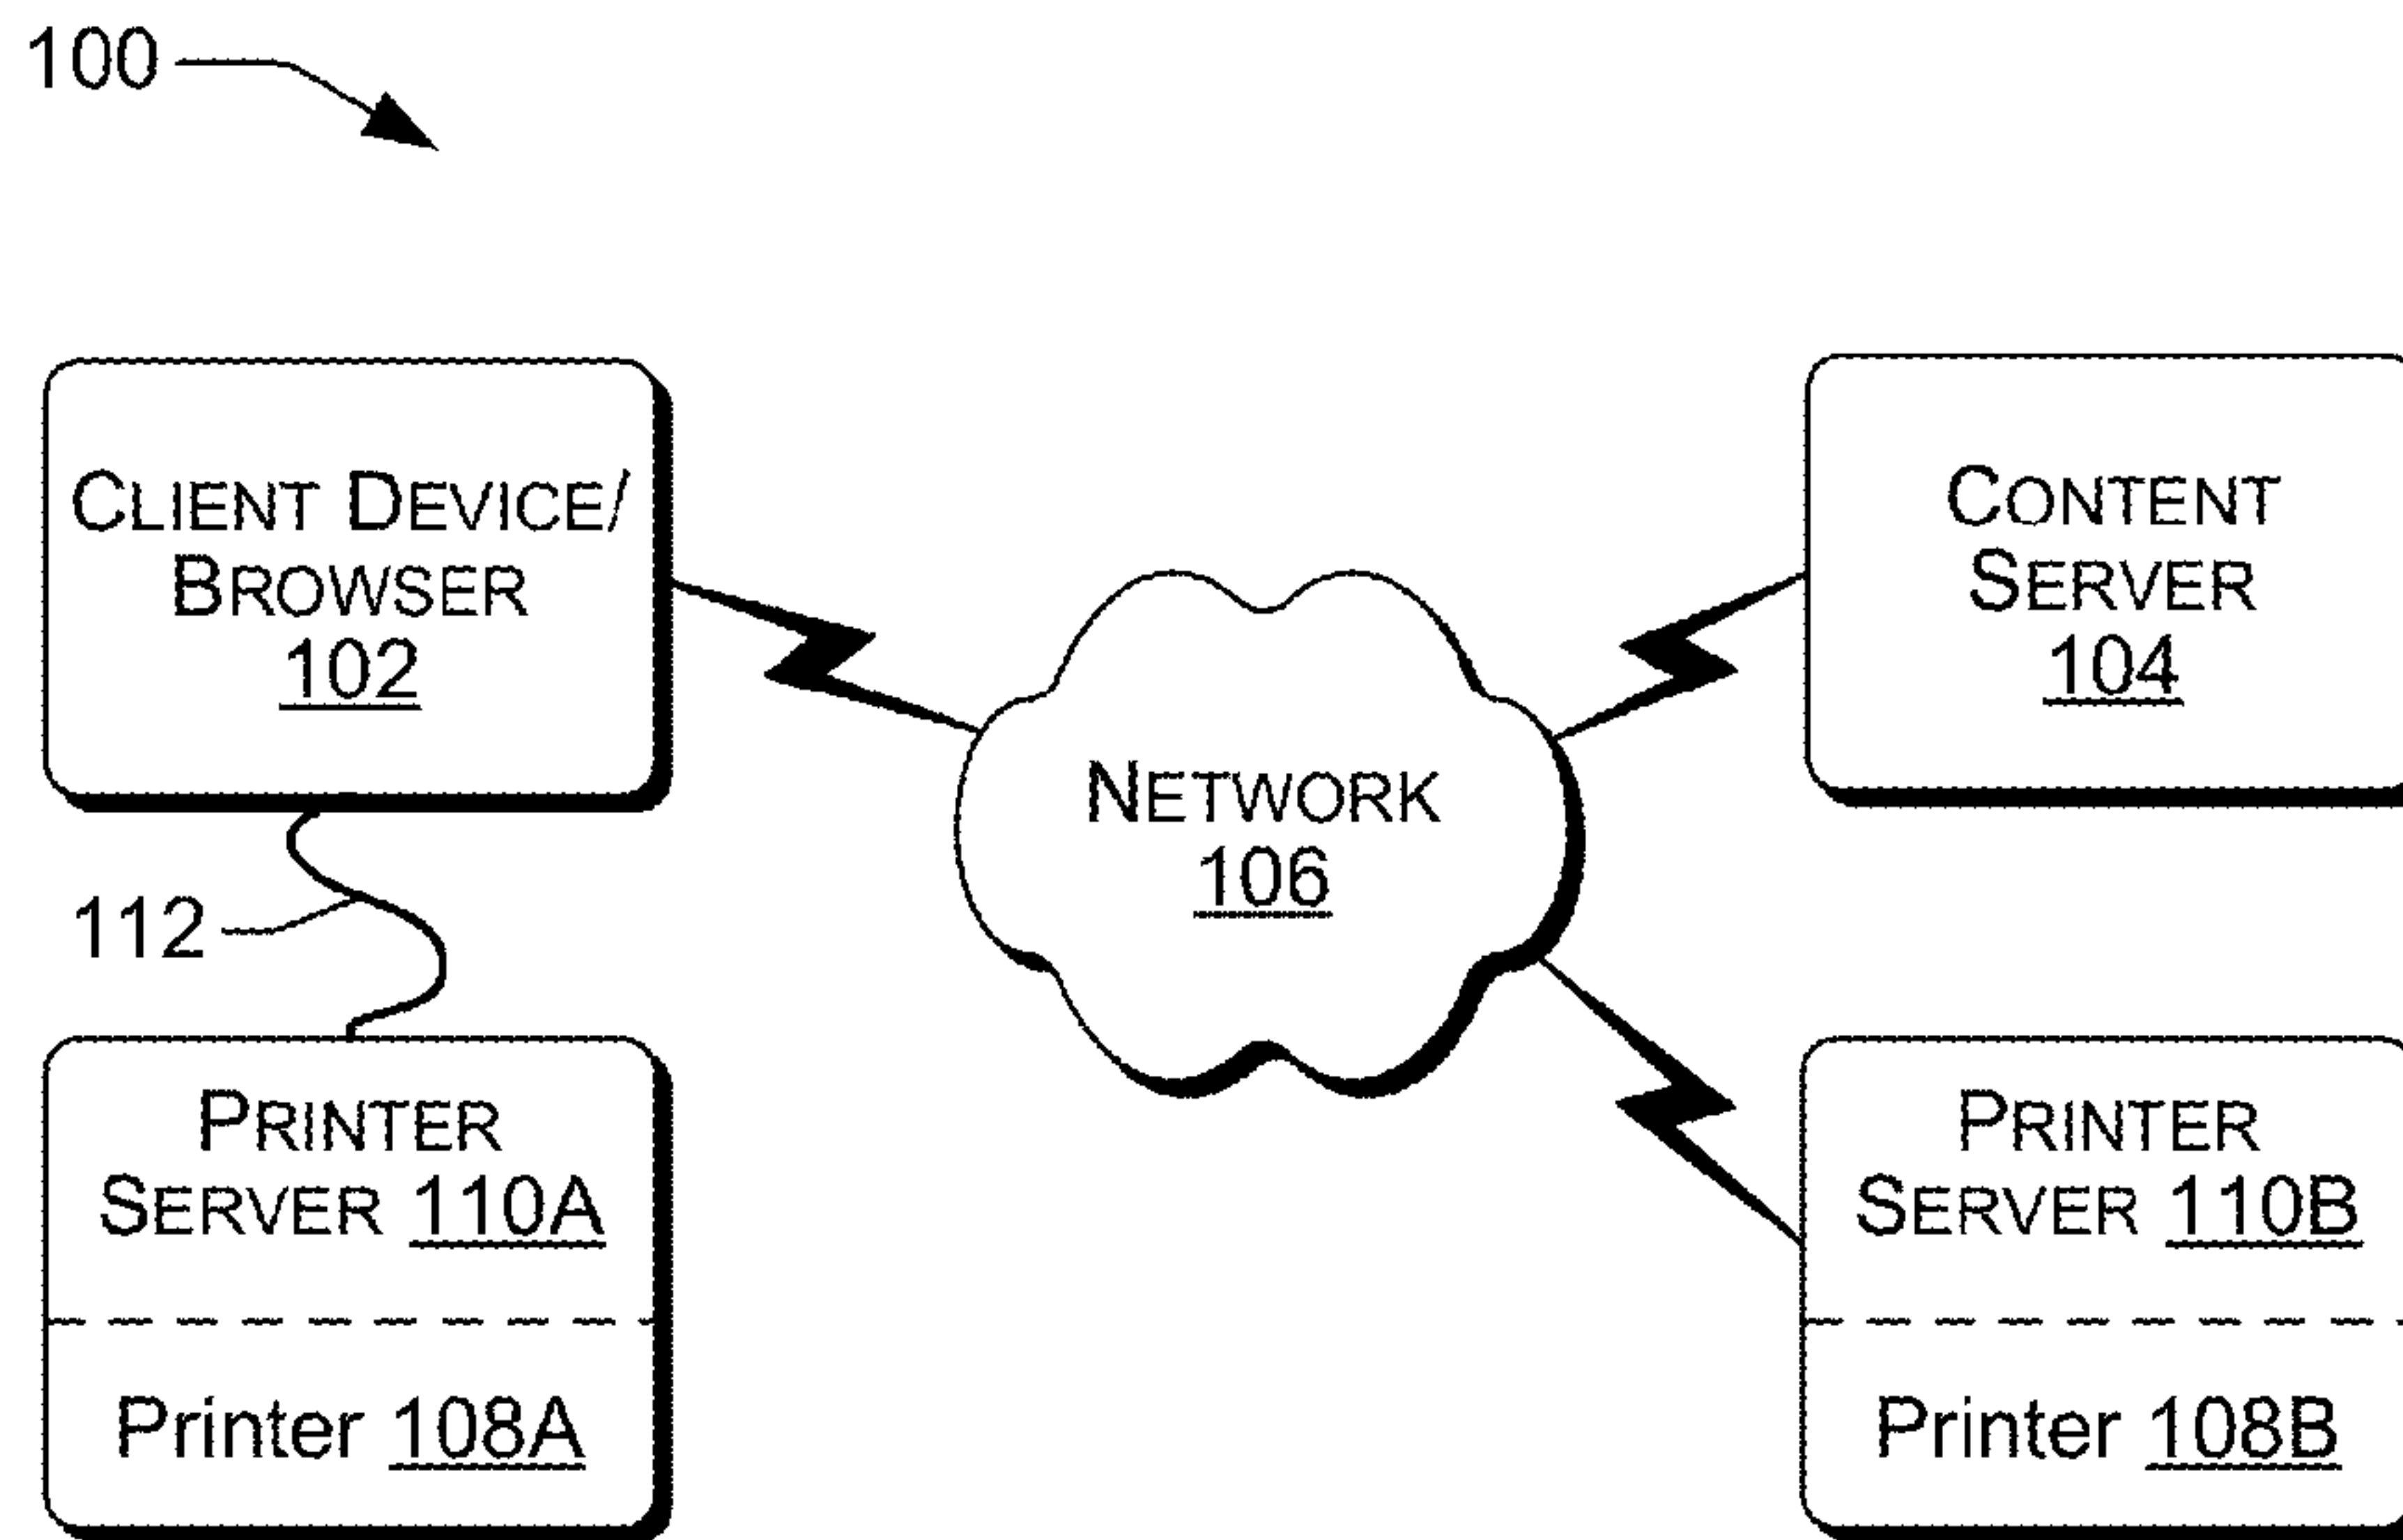 100
CLIENT DEVICE/
BROWSER
102
CONTENT
SERVER
104
NETWORK
106
112
PRINTER
SERVER 110A
Printer 108A
PRINTER
SERVER 110B
Printer 108B